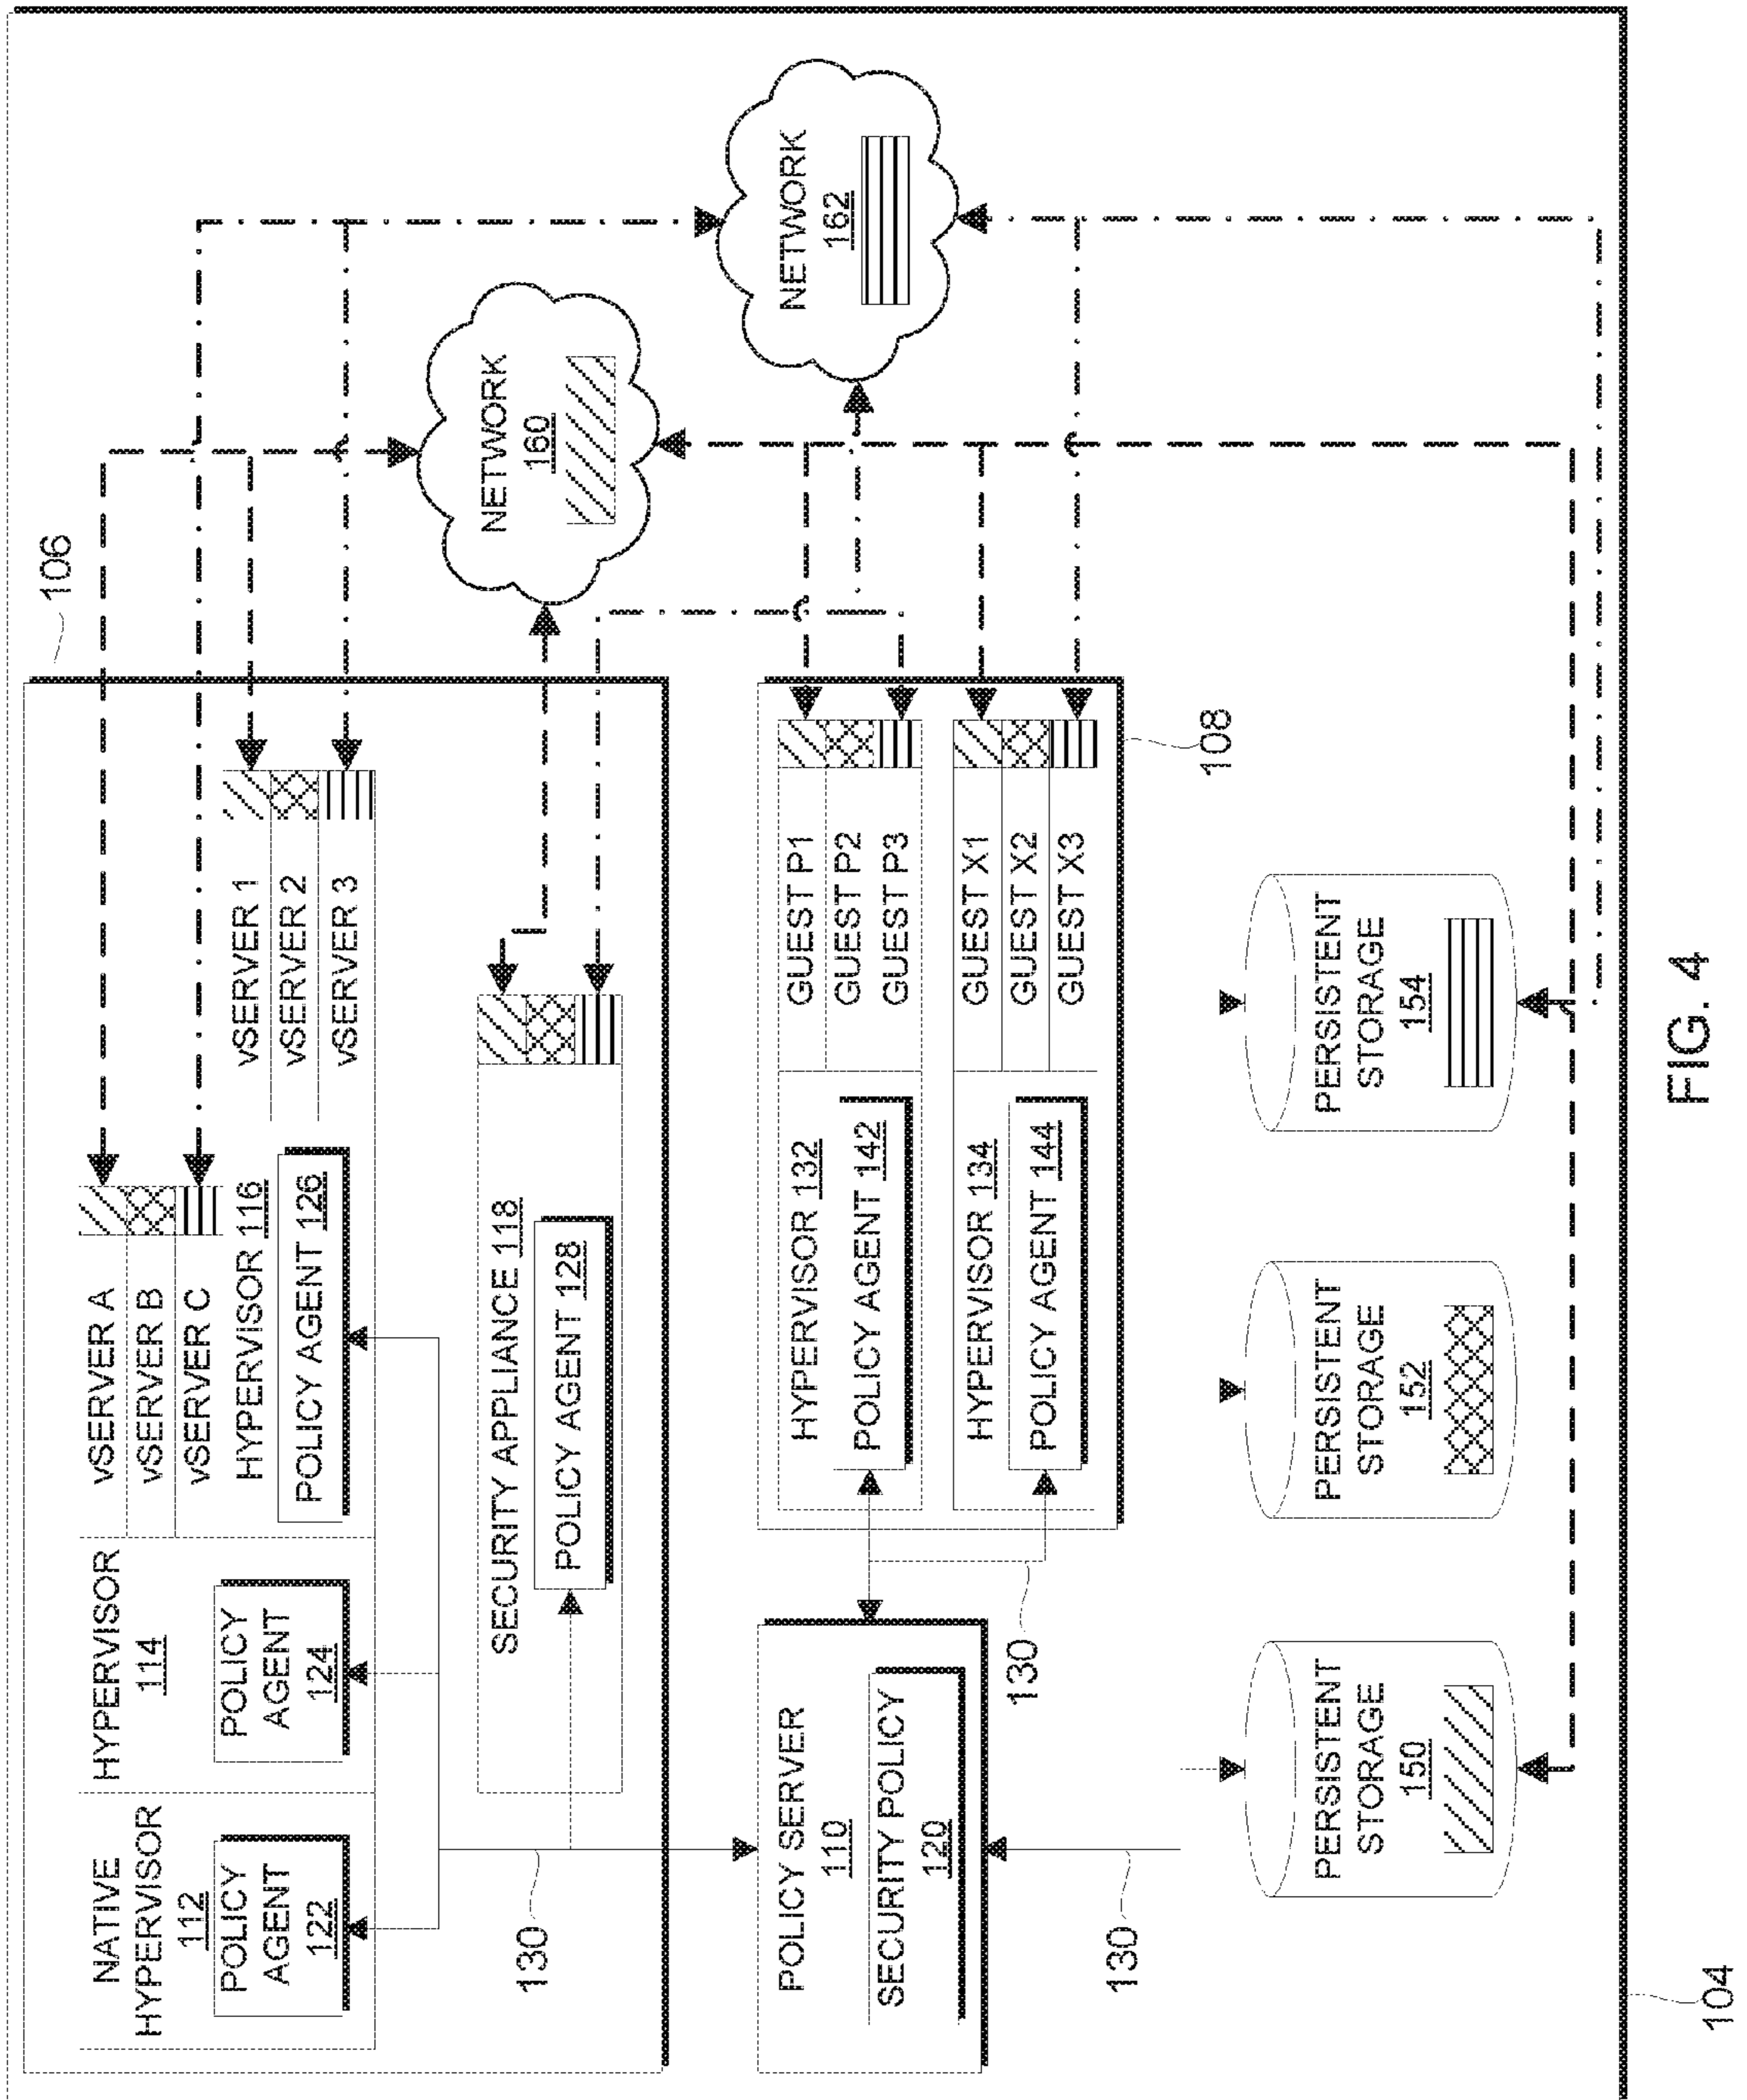 106
NATIVE
HYPERVISOR
112
POLICY
AGENT
122
HYPERVISOR
114
POLICY
AGENT
124
vSERVER A
vSERVER B
vSERVER C
HYPERVISOR 116
POLICY AGENT 126
vSERVER 1
vSERVER 2
vSERVER 3
SECURITY APPLIANCE 118
POLICY AGENT 128
130
NETWORK
160
NETWORK
162
POLICY SERVER
110
SECURITY POLICY
120
130
HYPERVISOR 132
POLICY AGENT 142
GUEST P1
GUEST P2
GUEST P3
HYPERVISOR 134
POLICY AGENT 144
GUEST X1
GUEST X2
GUEST X3
108
130
PERSISTENT
STORAGE
150
PERSISTENT
STORAGE
152
PERSISTENT
STORAGE
154
104
FIG. 4